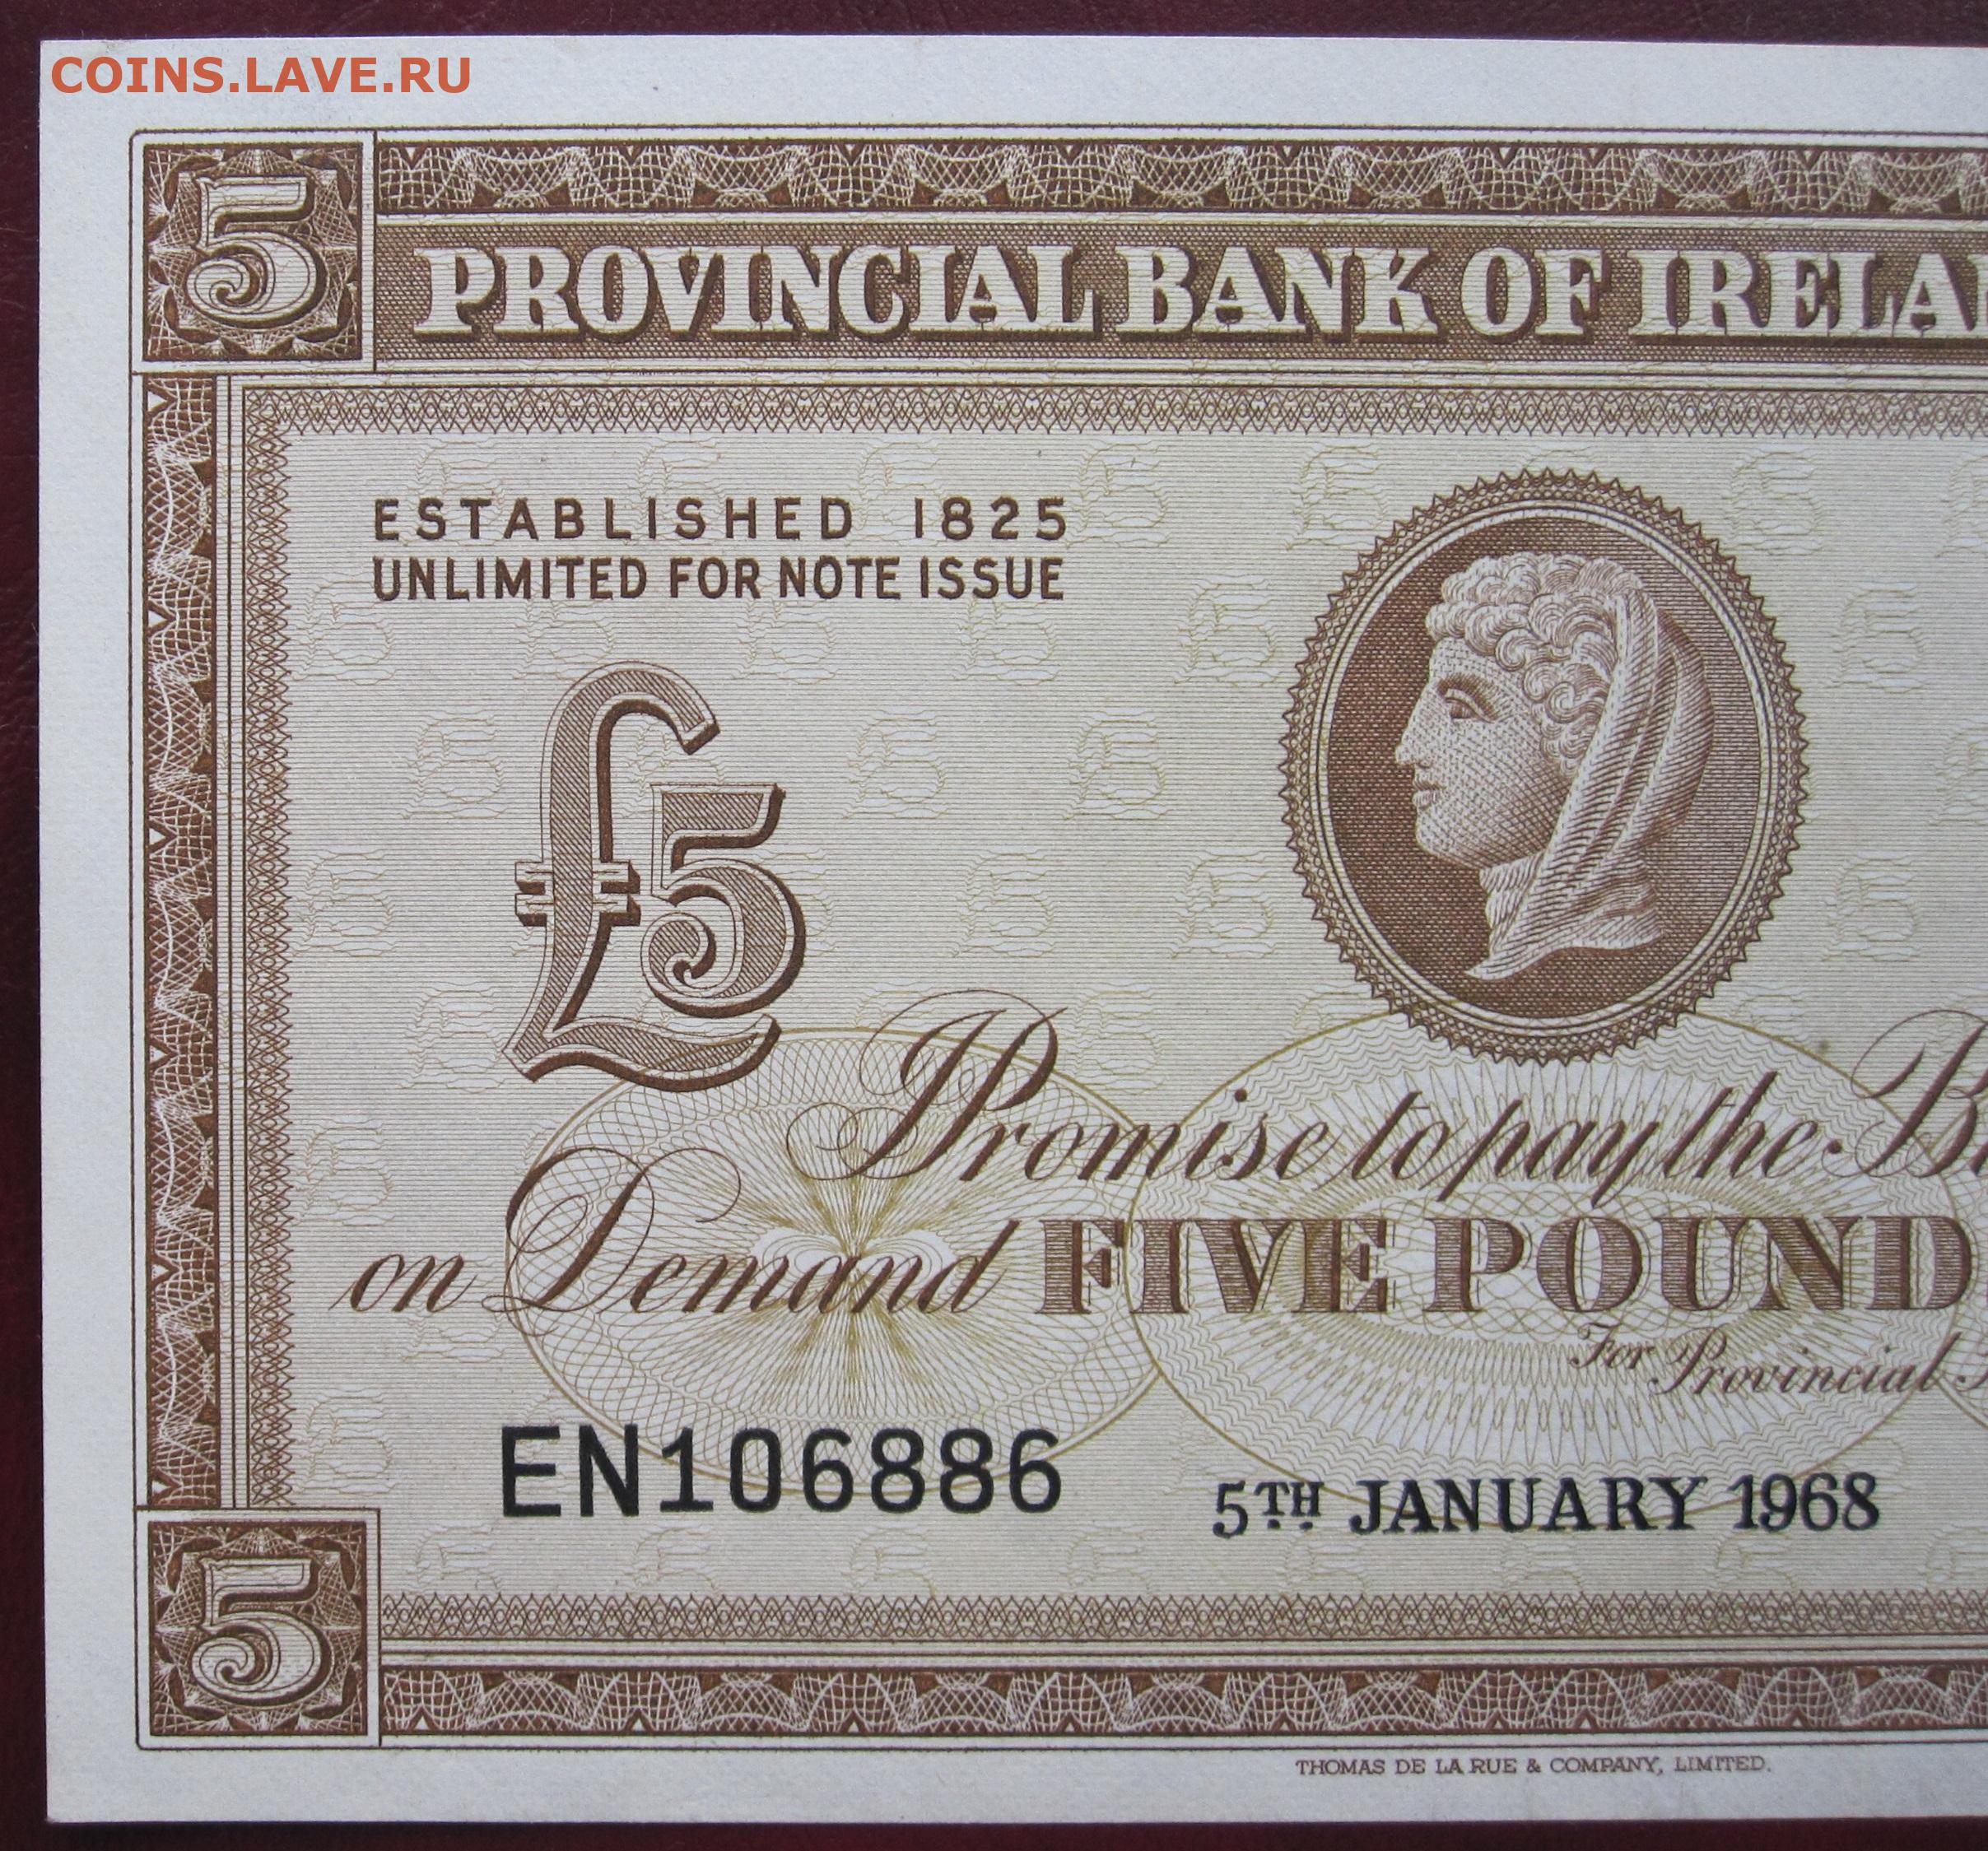 COINS.LAVE.RU
5
PROVINCIAL BANK OF IRELA
ESTABLISHED 1825
UNLIMITED FOR NOTE ISSUE
£5
Promise to pay the
on Demand FIVE POUND
For Provincial
EN106886
5TH JANUARY 1968
5
THOMAS DE LA RUE & COMPANY, LIMITED.